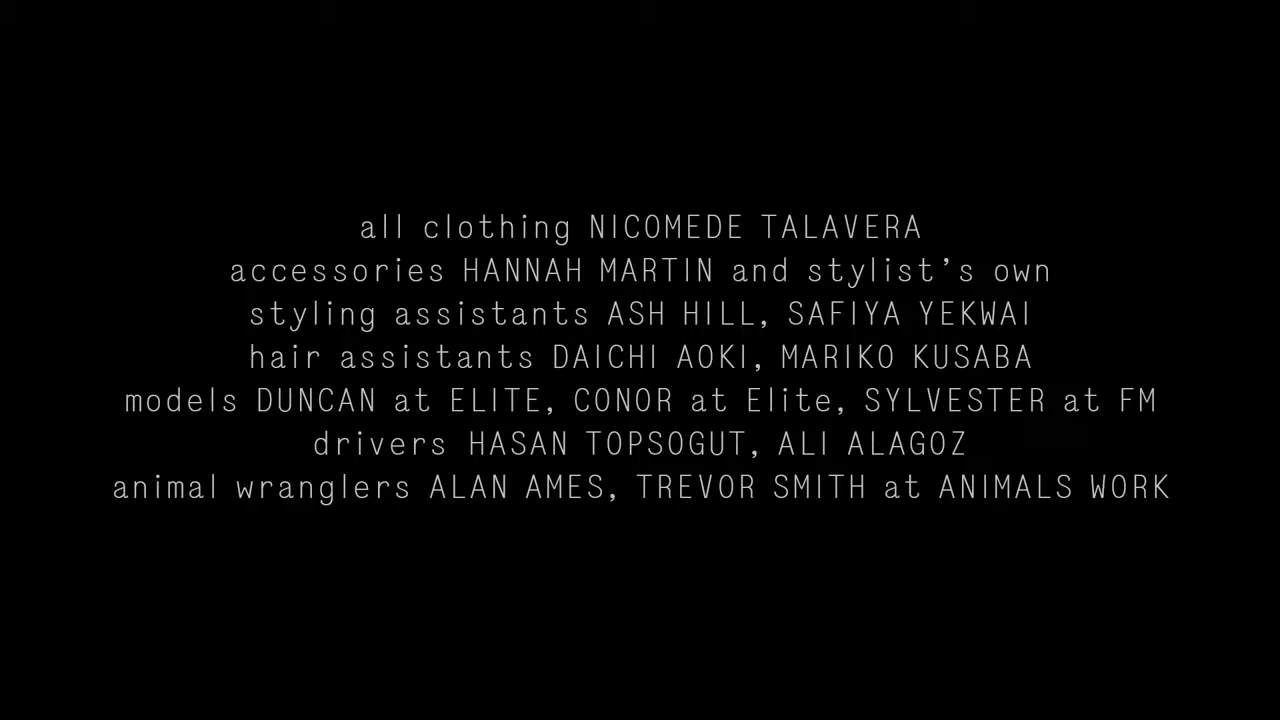 all clothing NICOMEDE TALAVERA
accessories HANNAH MARTIN and stylist’s own
styling assistants ASH HILL, SAFIYA YEKWAI
hair assistants DAICHI AOKI, MARIKO KUSABA
models DUNCAN at ELITE, CONOR at Elite, SYLVESTER at FM
drivers HASAN TOPSOGUT, ALI ALAGOZ
animal wranglers ALAN AMES, TREVOR SMITH at ANIMALS WORK